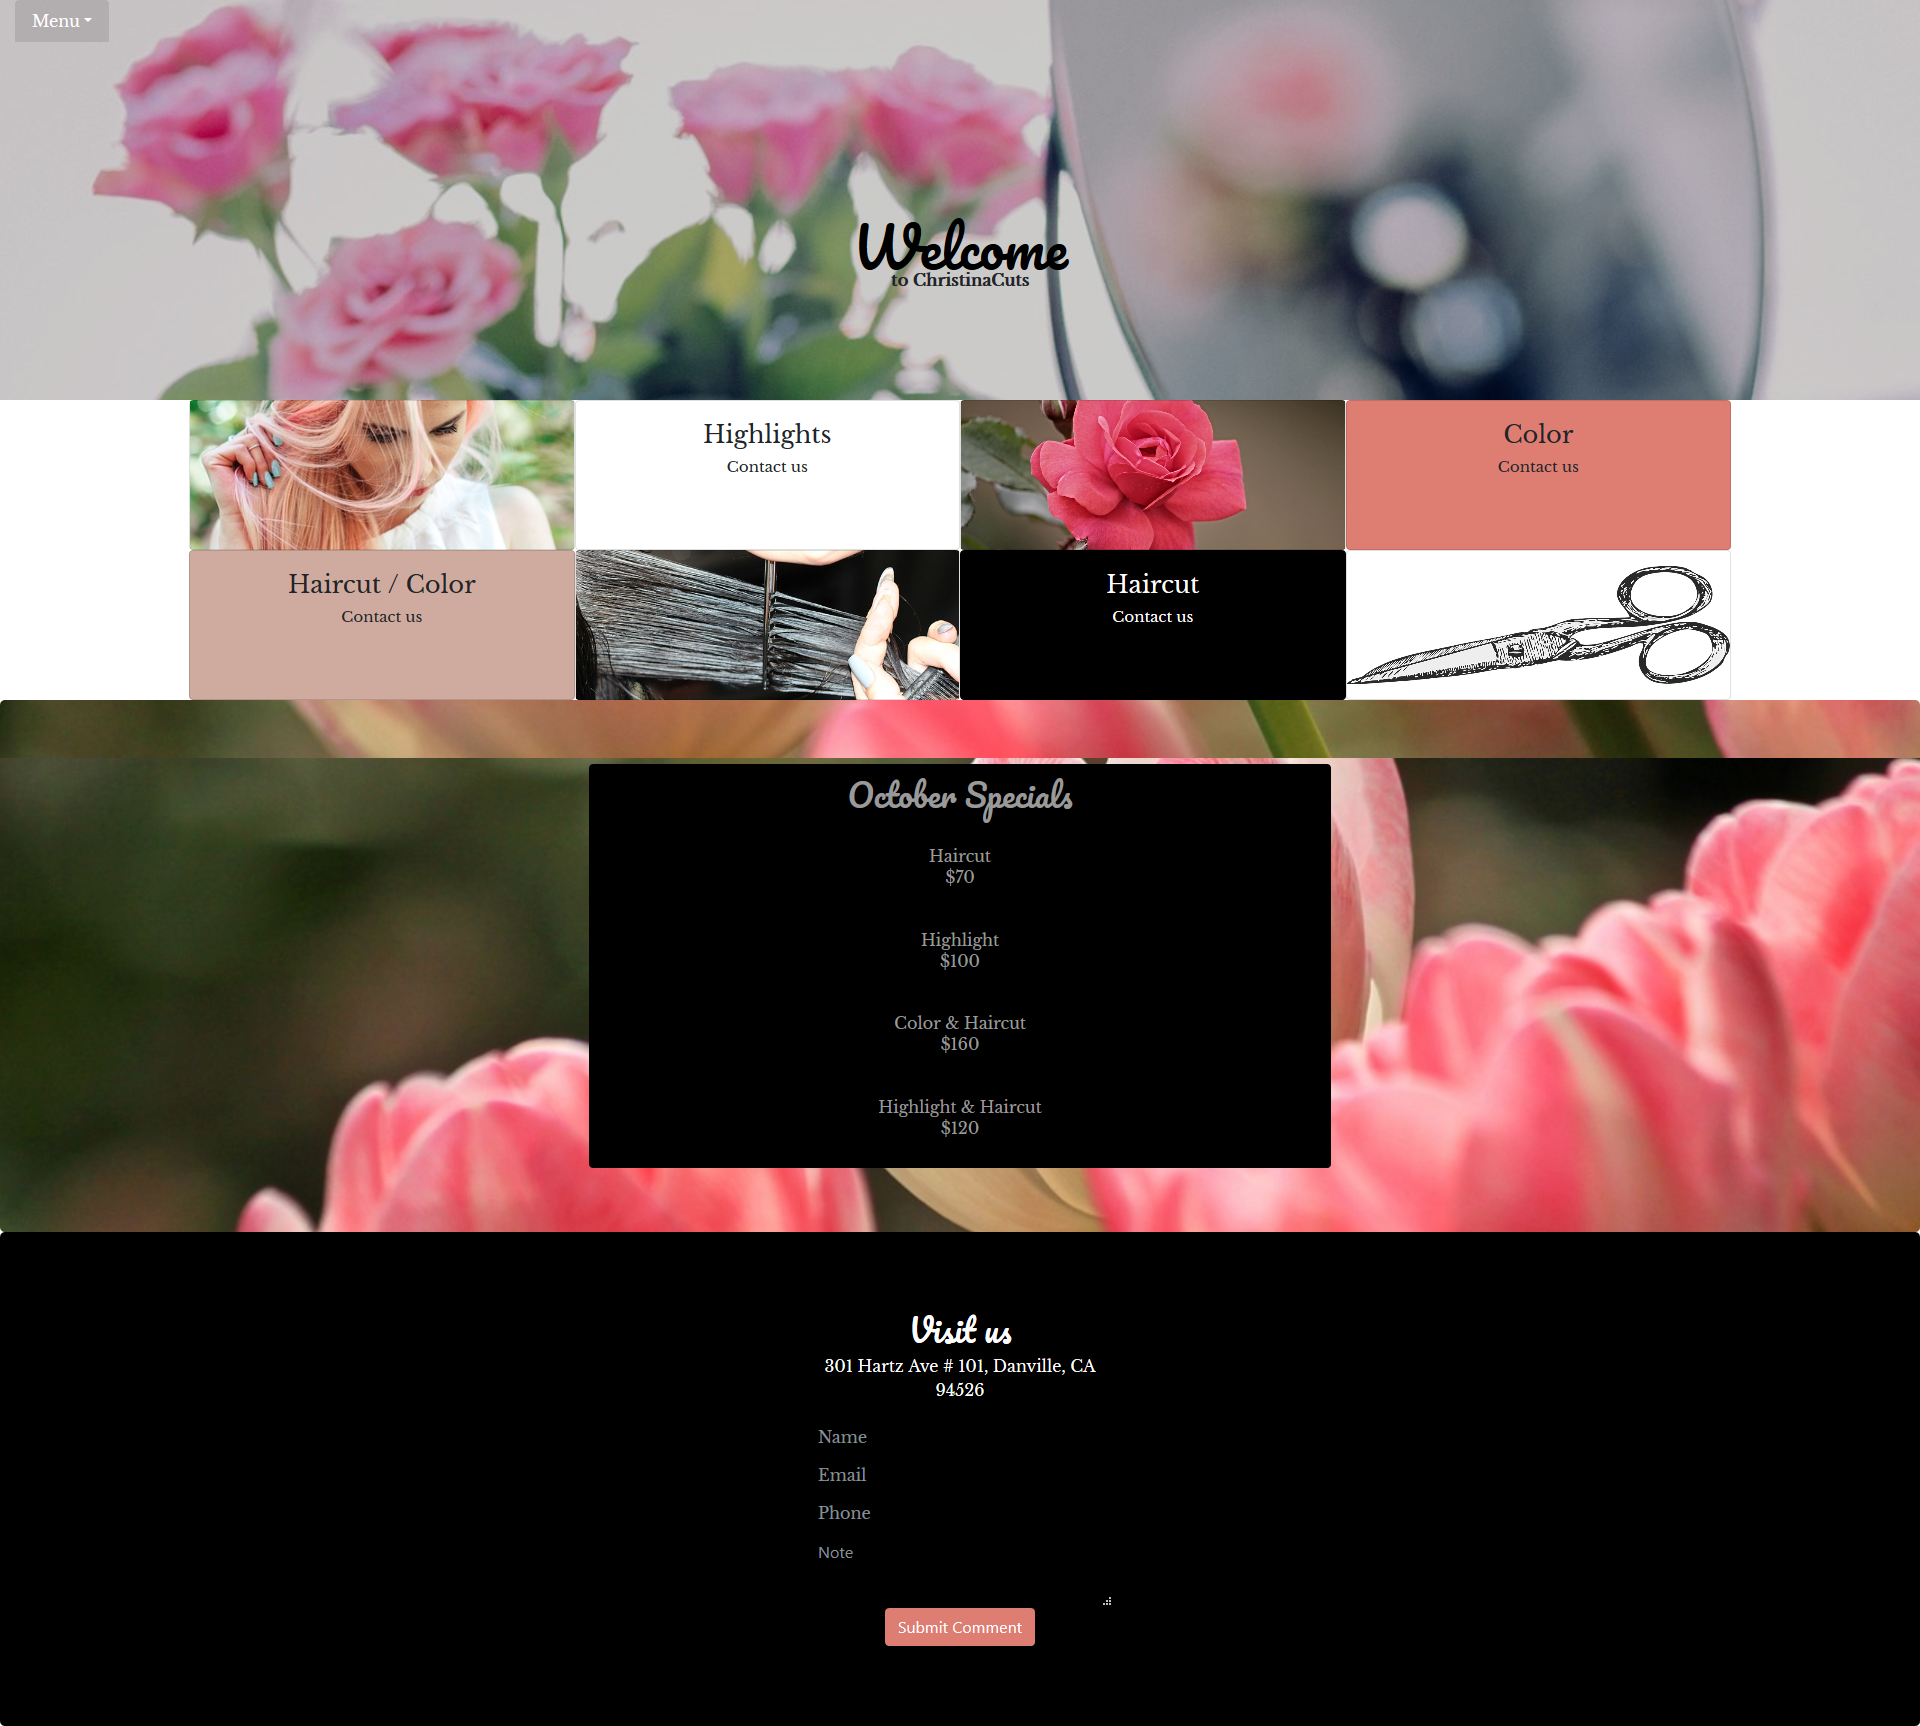 Menu
Welcome
to ChristinaCuts
Highlights
Contact us
Color
Contact us
Haircut / Color
Contact us
Haircut
Contact us
October Specials
Haircut
$70
Highlight
$100
Color & Haircut
$160
Highlight & Haircut
$120
Visit us
301 Hartz Ave # 101, Danville, CA
94526
Name
Email
Phone
Note
Submit Comment